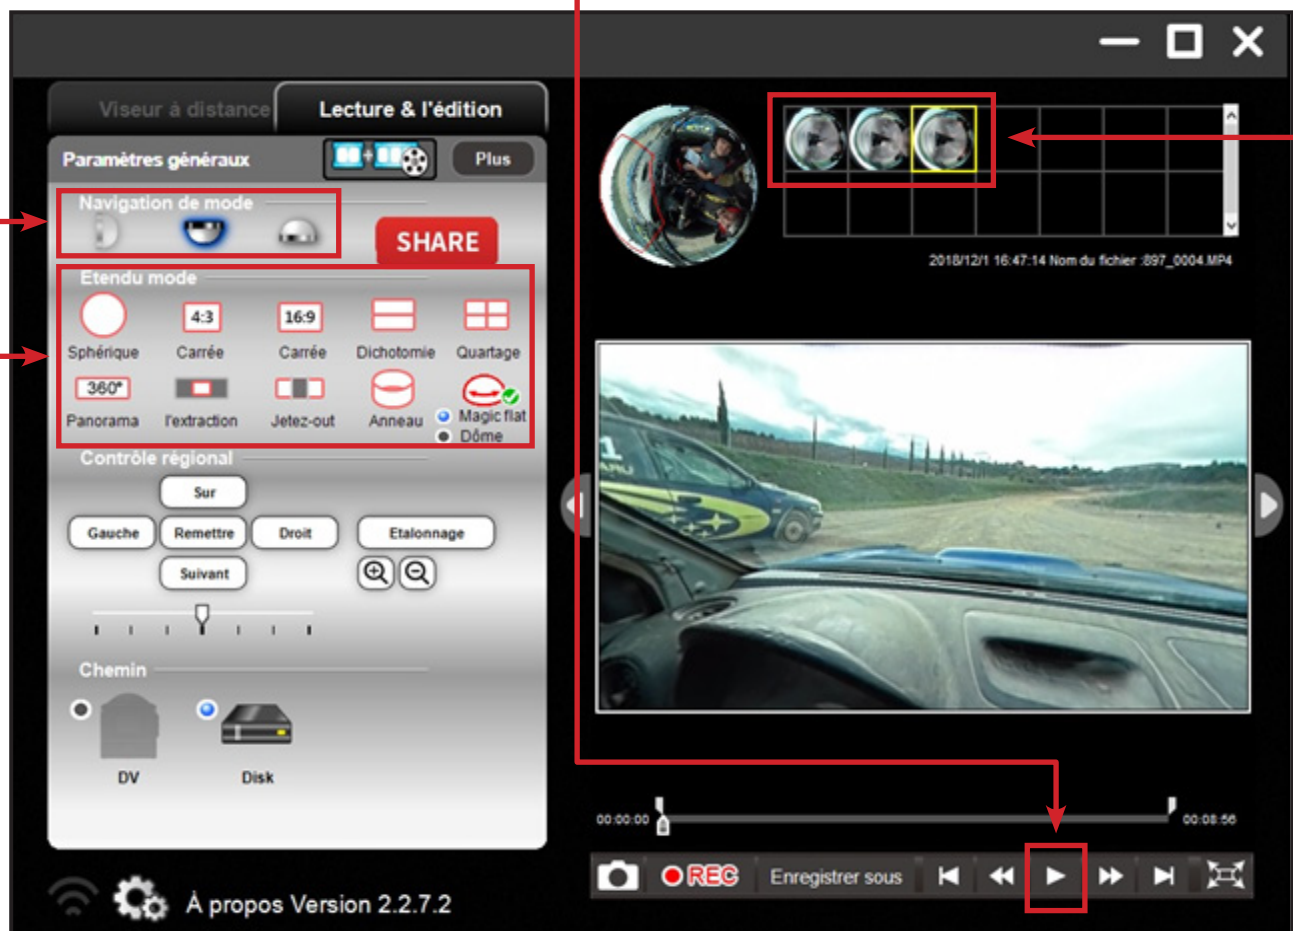 Viseur à distance
Lecture & l'édition
Paramètres généraux
Plus
Navigation de mode
SHARE
Etendu mode
4:3
16:9
Sphérique
Carrée
Carrée
Dichotomie
Quartage
360°
Panorama
l'extraction
Jetez-out
Anneau
Magic flat
Dôme
Contrôle régional
Sur
Gauche
Remettre
Droit
Etalonnage
Suivant
Chemin
DV
Disk
À propos Version 2.2.7.2
2018/12/1 16:47:14 Nom du fichier :897_0004.MP4
00:00:00
00:08:56
REC
Enregistrer sous